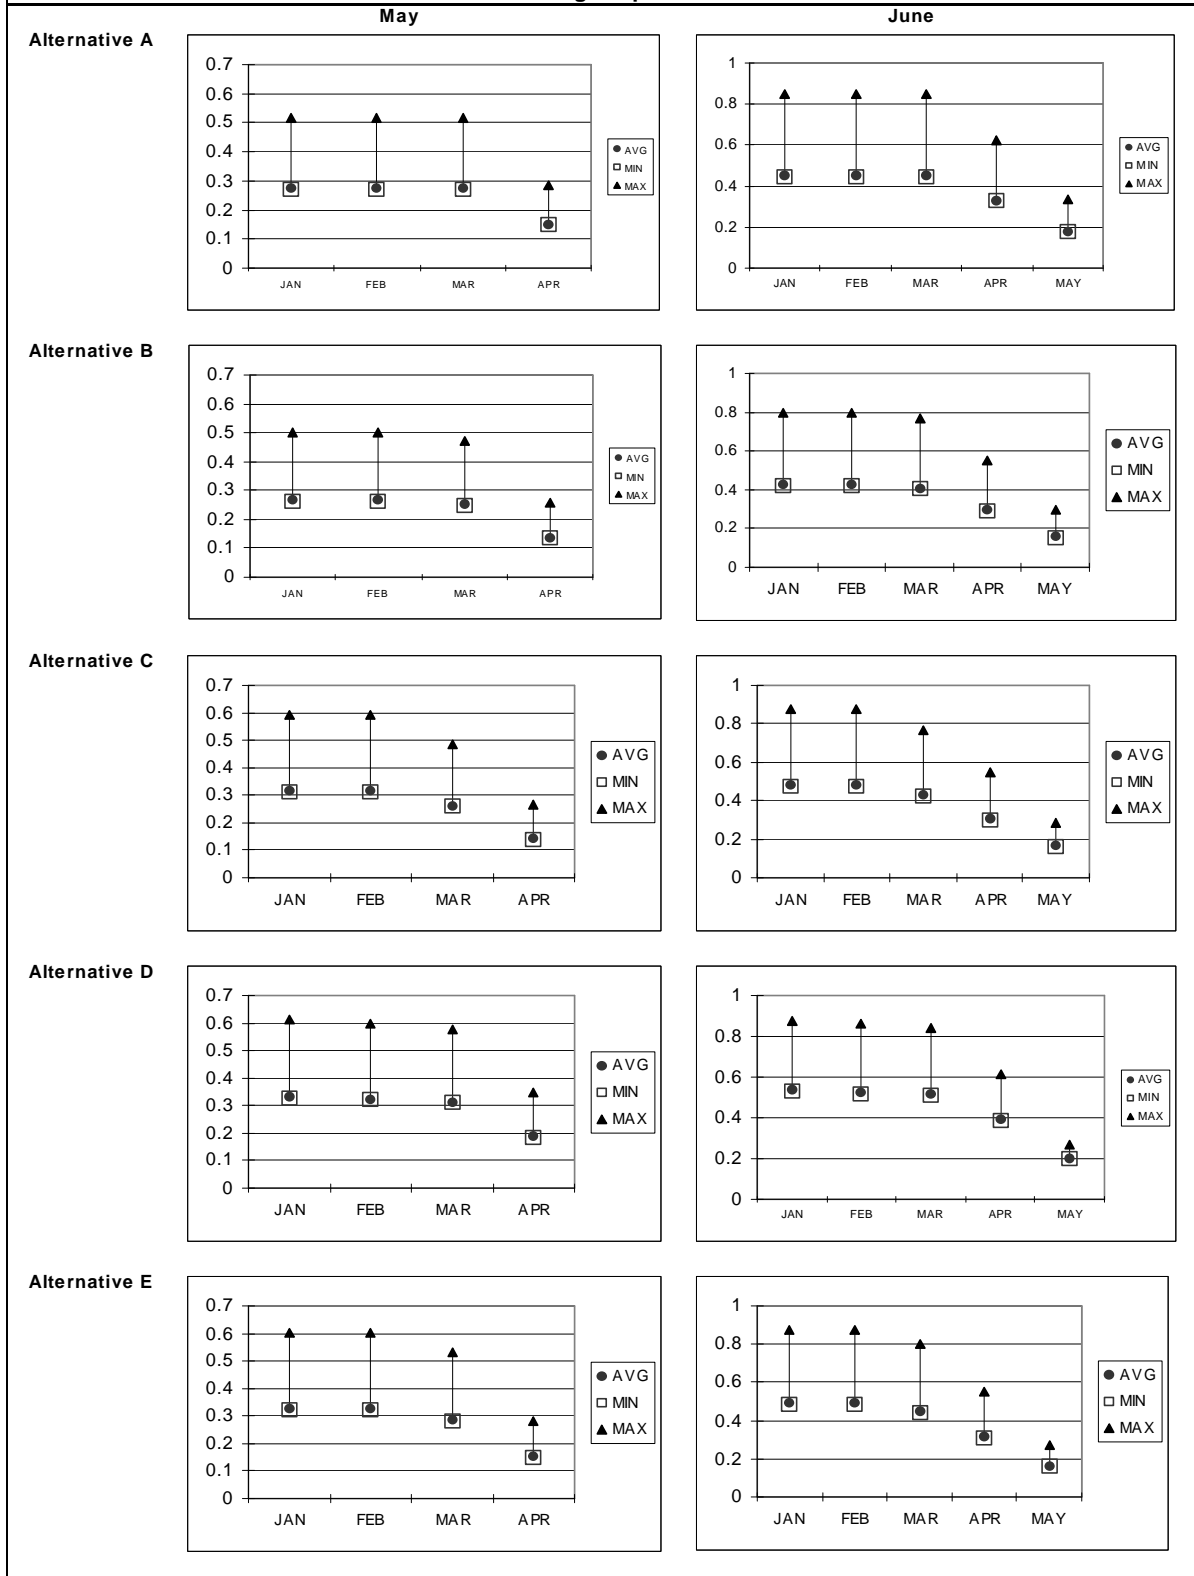 May June
Alternative A
0.7
0.6
0.5
0.4
0.3
0.2
0.1
0
JAN FEB MAR APR
AVG
MIN
MAX
1
0.8
0.6
0.4
0.2
0
JAN FEB MAR APR MAY
AVG
MIN
MAX
Alternative B
0.7
0.6
0.5
0.4
0.3
0.2
0.1
0
JAN FEB MAR APR
AVG
MIN
MAX
1
0.8
0.6
0.4
0.2
0
JAN FEB MAR APR MAY
AVG
MIN
MAX
Alternative C
0.7
0.6
0.5
0.4
0.3
0.2
0.1
0
JAN FEB MAR APR
AVG
MIN
MAX
1
0.8
0.6
0.4
0.2
0
JAN FEB MAR APR MAY
AVG
MIN
MAX
Alternative D
0.7
0.6
0.5
0.4
0.3
0.2
0.1
0
JAN FEB MAR APR
AVG
MIN
MAX
1
0.8
0.6
0.4
0.2
0
JAN FEB MAR APR MAY
AVG
MIN
MAX
Alternative E
0.7
0.6
0.5
0.4
0.3
0.2
0.1
0
JAN FEB MAR APR
AVG
MIN
MAX
1
0.8
0.6
0.4
0.2
0
JAN FEB MAR APR MAY
AVG
MIN
MAX